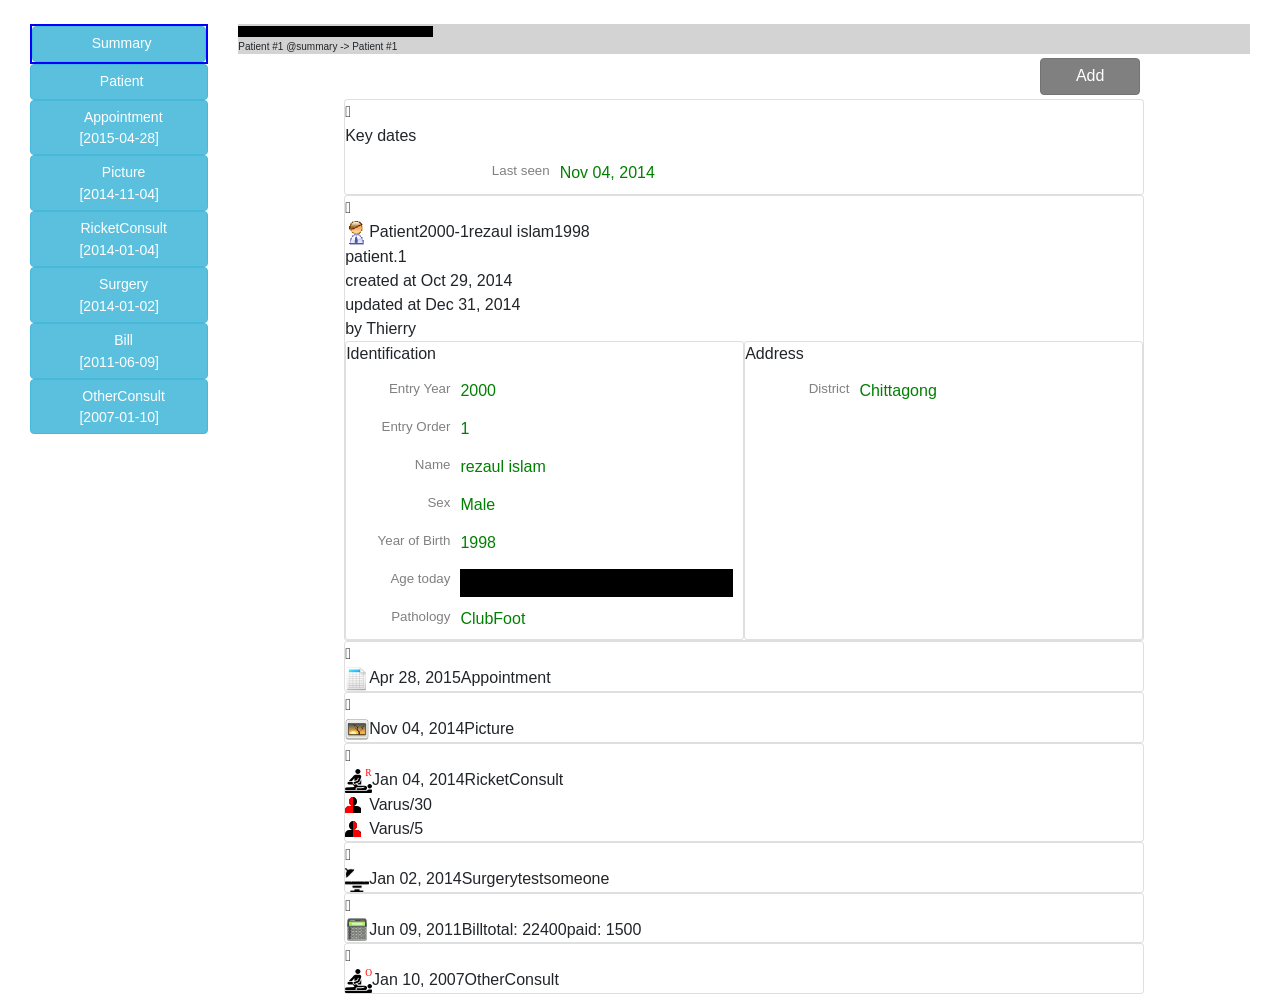 Summary
Patient
Appointment
[2015-04-28]
Picture
[2014-11-04]
RicketConsult
[2014-01-04]
Surgery
[2014-01-02]
Bill
[2011-06-09]
OtherConsult
[2007-01-10]
Patient #1 @summary -> Patient #1
Add
Key dates
Last seen Nov 04, 2014
Patient2000-1rezaul islam1998
patient.1
created at Oct 29, 2014
updated at Dec 31, 2014
by Thierry
Identification
Entry Year 2000
Entry Order 1
Name rezaul islam
Sex Male
Year of Birth 1998
Age today
Pathology ClubFoot
Address
District Chittagong
Apr 28, 2015Appointment
Nov 04, 2014Picture
R
Jan 04, 2014RicketConsult
Varus/30
Varus/5
Jan 02, 2014Surgerytestsomeone
Jun 09, 2011Billtotal: 22400paid: 1500
O
Jan 10, 2007OtherConsult